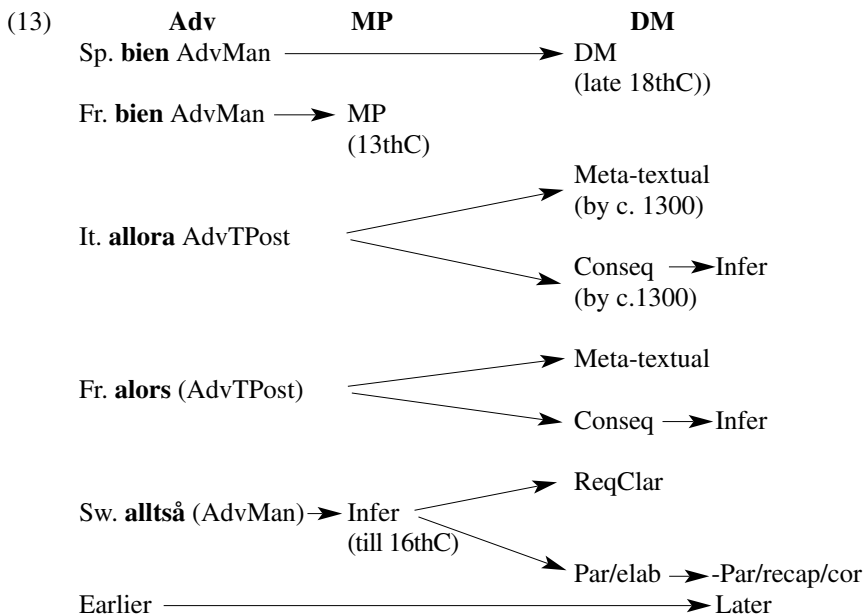 (13) Adv MP DM
Sp. bien AdvMan DM
(late 18thC))
Fr. bien AdvMan MP
(13thC)
Meta-textual
(by c. 1300)
It. allora AdvTPost
Conseq Infer
(by c.1300)
Meta-textual
Fr. alors (AdvTPost)
Conseq Infer
ReqClar
Sw. alltså (AdvMan) Infer
(till 16thC)
Par/elab -Par/recap/cor
Earlier Later